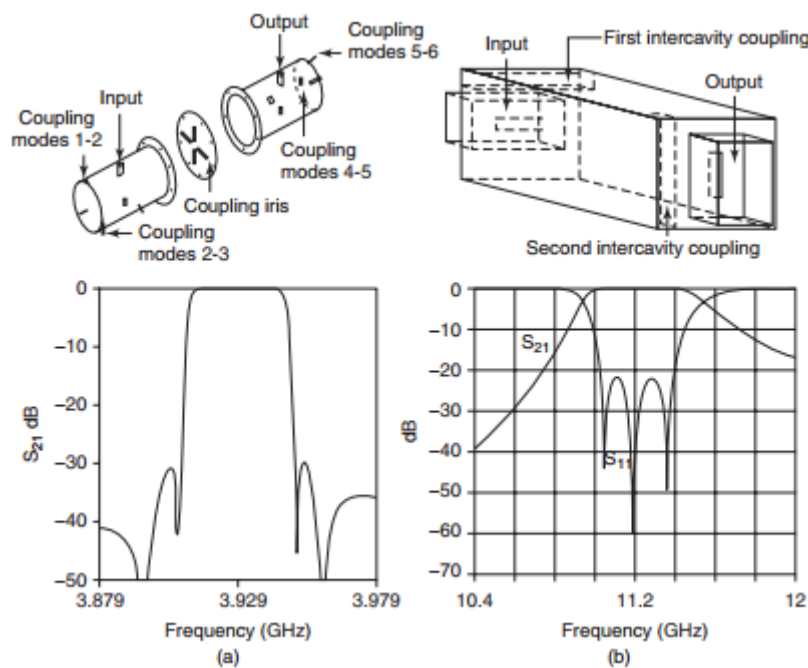 Output
Coupling
modes 5-6
Input
Coupling
modes 1-2
Coupling
modes 4-5
Coupling iris
Coupling
modes 2-3
First intercavity coupling
Input
Output
Second intercavity coupling
S21 dB
0
−10
−20
−30
−40
−50
3.879
3.929
3.979
Frequency (GHz)
(a)
dB
0
−10
−20
−30
−40
−50
−60
−70
S21
S11
10.4
11.2
12
Frequency (GHz)
(b)